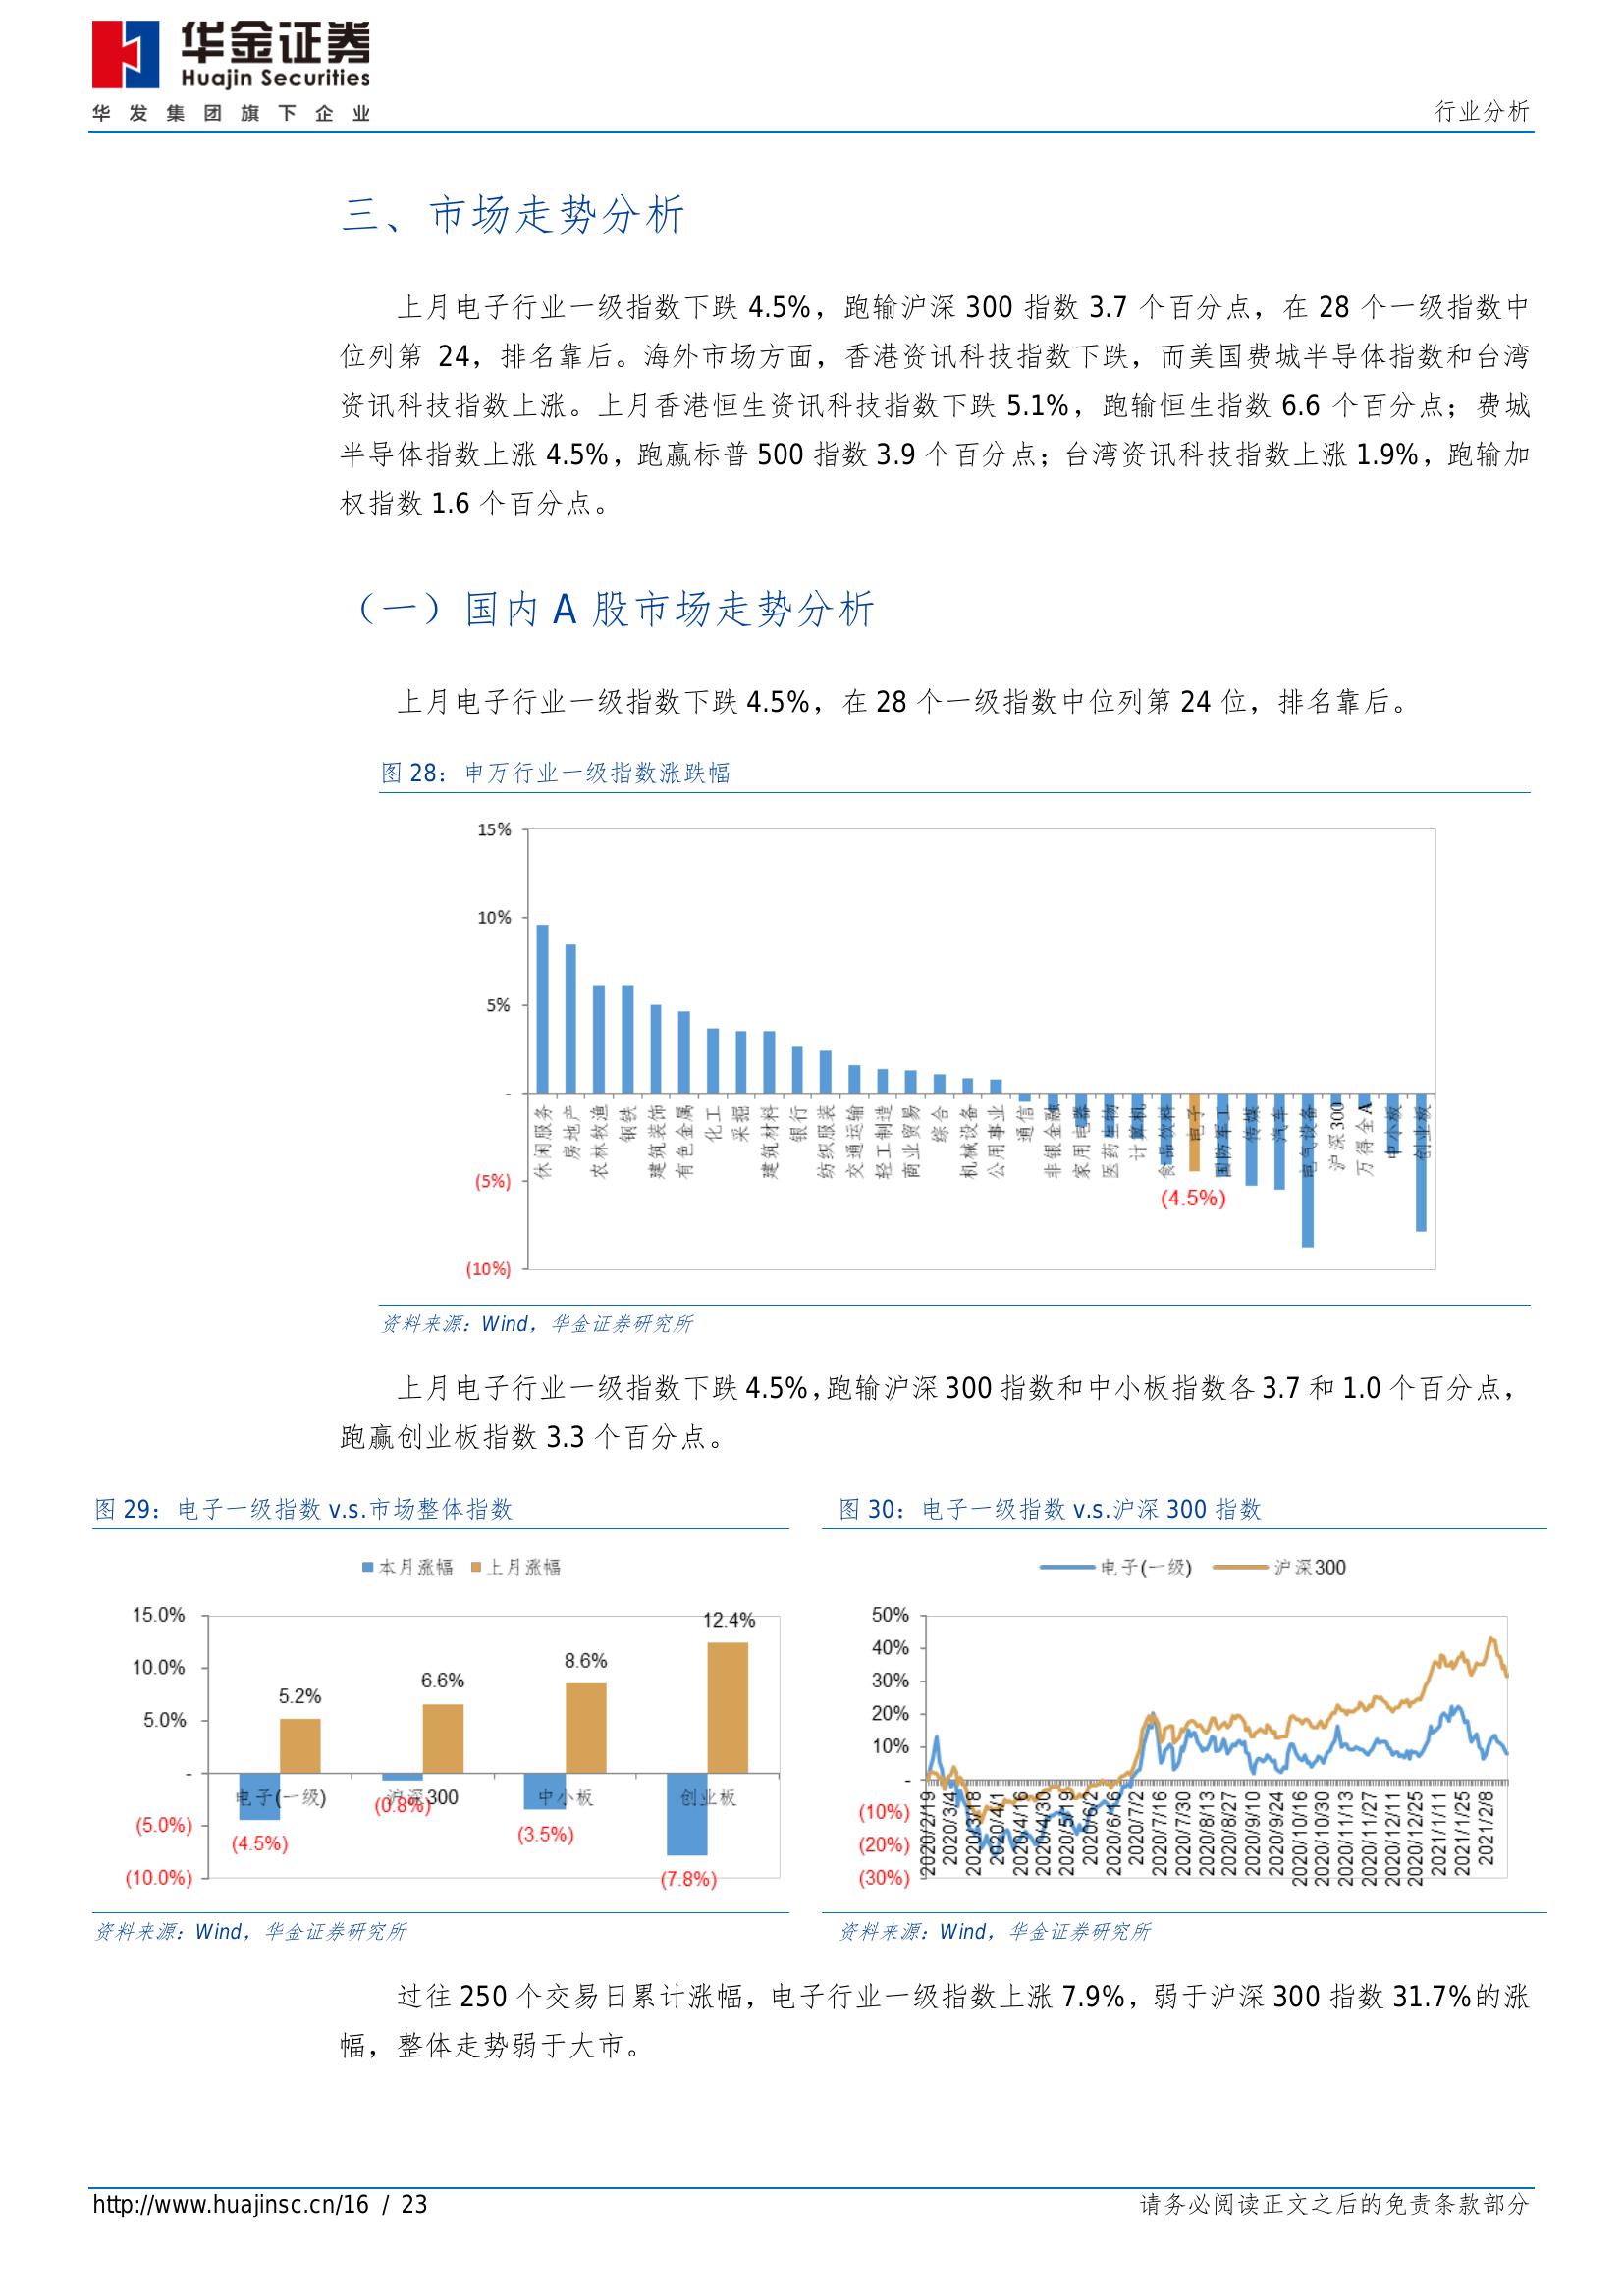 华金证券
Huajin Securities
华发集团旗下企业
行业分析
三、市场走势分析
上月电子行业一级指数下跌 4.5%，跑输沪深 300 指数 3.7 个百分点，在 28 个一级指数中
位列第 24，排名靠后。海外市场方面，香港资讯科技指数下跌，而美国费城半导体指数和台湾
资讯科技指数上涨。上月香港恒生资讯科技指数下跌 5.1%，跑输恒生指数 6.6 个百分点；费城
半导体指数上涨 4.5%，跑赢标普 500 指数 3.9 个百分点；台湾资讯科技指数上涨 1.9%，跑输加
权指数 1.6 个百分点。
（一）国内 A 股市场走势分析
上月电子行业一级指数下跌 4.5%，在 28 个一级指数中位列第 24 位，排名靠后。
图 28：申万行业一级指数涨跌幅
15%
10%
5%
-
(5%)
(10%)
休闲服务
房地产
农林牧渔
钢铁
建筑装饰
有色金属
化工
采掘
建筑材料
银行
纺织服装
交通运输
轻工制造
商业贸易
综合
机械设备
公用事业
通信
非银金融
家用电器
医药生物
计算机
食品饮料
电子
国防军工
传媒
汽车
电气设备
沪深300
万得全A
中小板
创业板
(4.5%)
资料来源：Wind，华金证券研究所
上月电子行业一级指数下跌 4.5%，跑输沪深 300 指数和中小板指数各 3.7 和 1.0 个百分点，
跑赢创业板指数 3.3 个百分点。
图 29：电子一级指数 v.s.市场整体指数
本月涨幅 上月涨幅
15.0%
10.0%
5.0%
-
(5.0%)
(10.0%)
5.2%
6.6%
8.6%
12.4%
电子(一级)
沪深300
中小板
创业板
(4.5%)
(0.8%)
(3.5%)
(7.8%)
资料来源：Wind，华金证券研究所
图 30：电子一级指数 v.s.沪深 300 指数
电子(一级) 沪深300
50%
40%
30%
20%
10%
-
(10%)
(20%)
(30%)
2020/2/19
2020/3/4
2020/3/18
2020/4/1
2020/4/16
2020/4/30
2020/5/19
2020/6/2
2020/6/16
2020/7/2
2020/7/16
2020/7/30
2020/8/13
2020/8/27
2020/9/10
2020/9/24
2020/10/16
2020/10/30
2020/11/13
2020/11/27
2020/12/11
2020/12/25
2021/1/11
2021/1/25
2021/2/8
资料来源：Wind，华金证券研究所
过往 250 个交易日累计涨幅，电子行业一级指数上涨 7.9%，弱于沪深 300 指数 31.7%的涨
幅，整体走势弱于大市。
http://www.huajinsc.cn/16 / 23
请务必阅读正文之后的免责条款部分